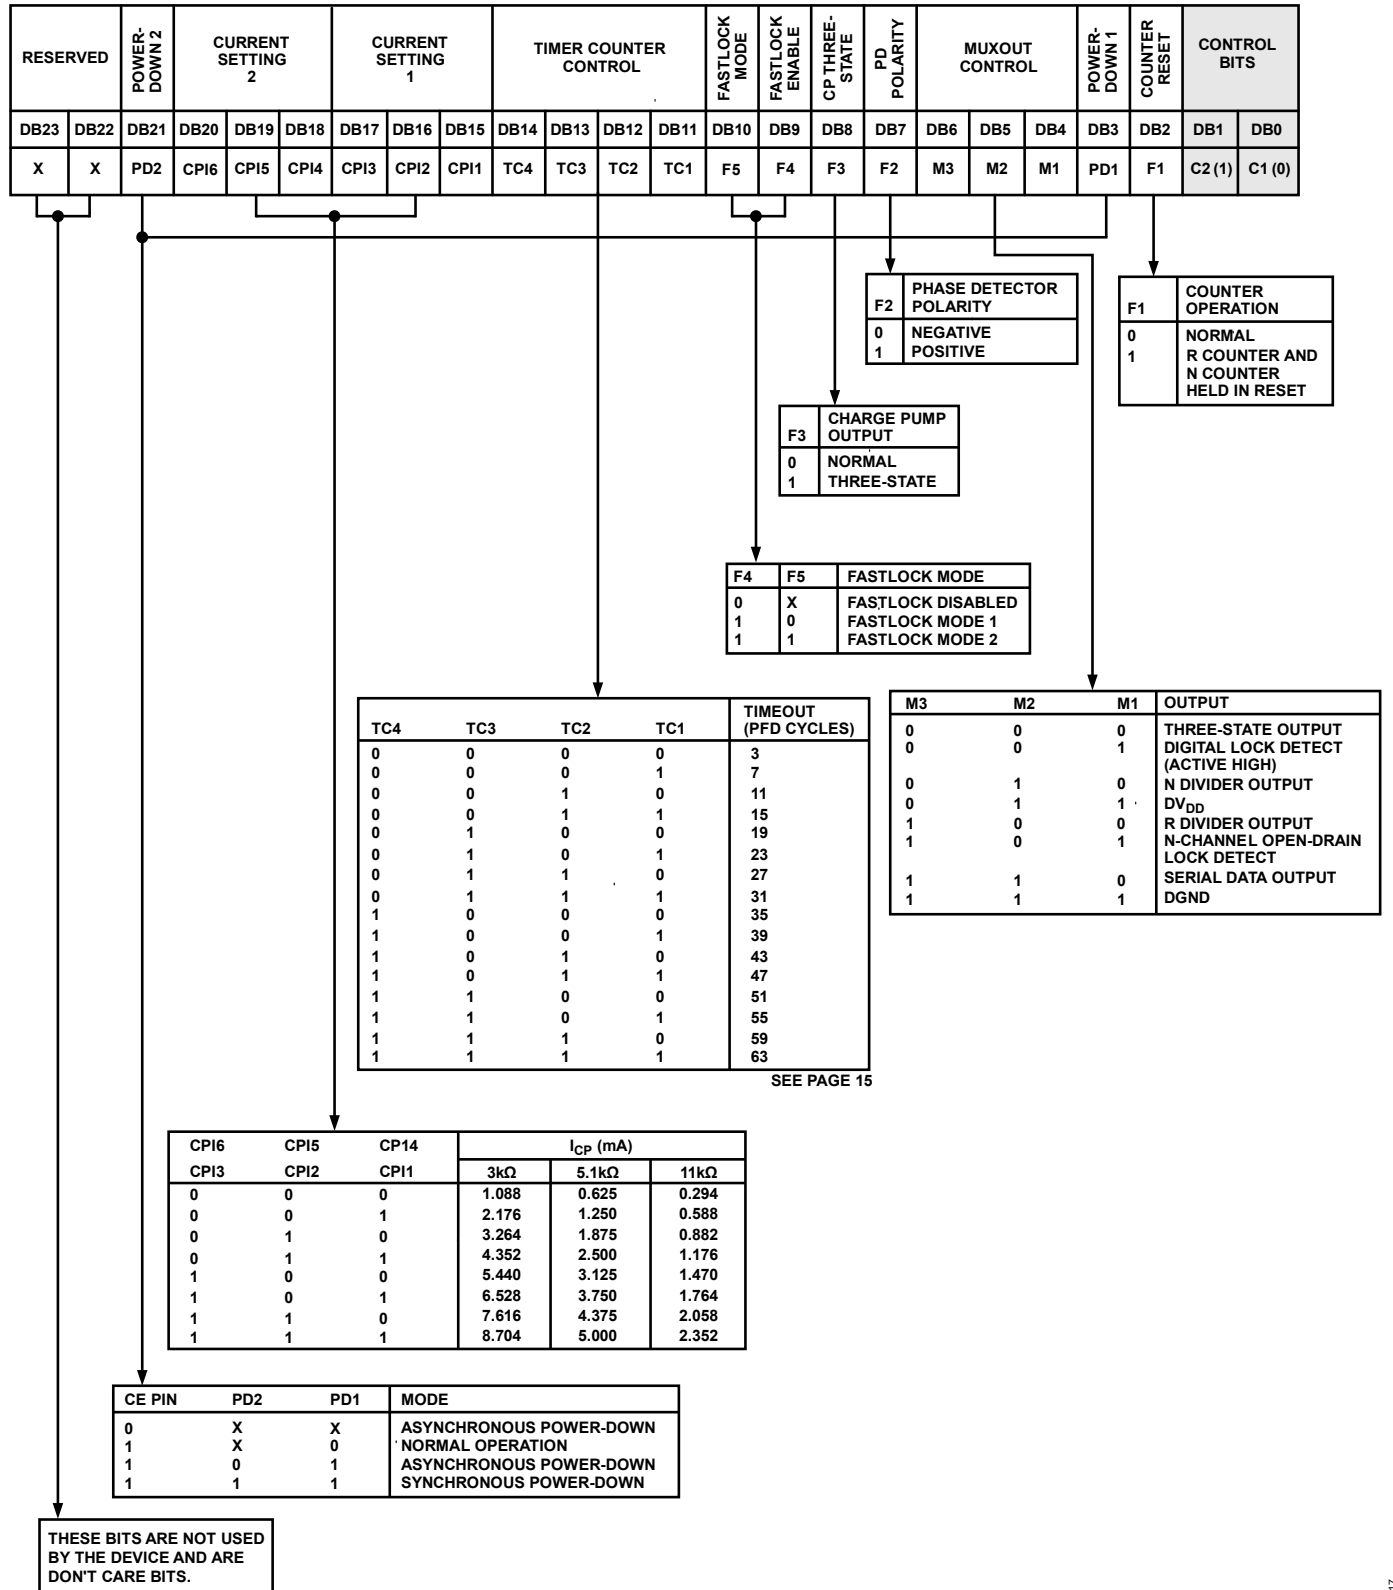 RESERVED
POWER-
DOWN 2
CURRENT
SETTING
2
CURRENT
SETTING
1
TIMER COUNTER
CONTROL
FASTLOCK
MODE
FASTLOCK
ENABLE
CP THREE-
STATE
PD
POLARITY
MUXOUT
CONTROL
POWER-
DOWN 1
COUNTER
RESET
CONTROL
BITS
DB23 DB22 DB21 DB20 DB19 DB18 DB17 DB16 DB15 DB14 DB13 DB12 DB11 DB10 DB9 DB8 DB7 DB6 DB5 DB4 DB3 DB2 DB1 DB0
X X PD2 CPI6 CPI5 CPI4 CPI3 CPI2 CPI1 TC4 TC3 TC2 TC1 F5 F4 F3 F2 M3 M2 M1 PD1 F1 C2 (1) C1 (0)
F2 PHASE DETECTOR
POLARITY
0 NEGATIVE
1 POSITIVE
F1 COUNTER
OPERATION
0 NORMAL
1 R COUNTER AND
N COUNTER
HELD IN RESET
F3 CHARGE PUMP
OUTPUT
0 NORMAL
1 THREE-STATE
F4 F5 FASTLOCK MODE
0 X FASTLOCK DISABLED
1 0 FASTLOCK MODE 1
1 1 FASTLOCK MODE 2
TC4 TC3 TC2 TC1 TIMEOUT
(PFD CYCLES)
0 0 0 0 3
0 0 0 1 7
0 0 1 0 11
0 0 1 1 15
0 1 0 0 19
0 1 0 1 23
0 1 1 0 27
0 1 1 1 31
1 0 0 0 35
1 0 0 1 39
1 0 1 0 43
1 0 1 1 47
1 1 0 0 51
1 1 0 1 55
1 1 1 0 59
1 1 1 1 63
SEE PAGE 15
M3 M2 M1 OUTPUT
0 0 0 THREE-STATE OUTPUT
0 0 1 DIGITAL LOCK DETECT
(ACTIVE HIGH)
0 1 0 N DIVIDER OUTPUT
0 1 1 DVDD
1 0 0 R DIVIDER OUTPUT
1 0 1 N-CHANNEL OPEN-DRAIN
LOCK DETECT
1 1 0 SERIAL DATA OUTPUT
1 1 1 DGND
CPI6 CPI5 CP14 ICP (mA)
CPI3 CPI2 CPI1 3kΩ 5.1kΩ 11kΩ
0 0 0 1.088 0.625 0.294
0 0 1 2.176 1.250 0.588
0 1 0 3.264 1.875 0.882
0 1 1 4.352 2.500 1.176
1 0 0 5.440 3.125 1.470
1 0 1 6.528 3.750 1.764
1 1 0 7.616 4.375 2.058
1 1 1 8.704 5.000 2.352
CE PIN PD2 PD1 MODE
0 X X ASYNCHRONOUS POWER-DOWN
1 X 0 NORMAL OPERATION
1 0 1 ASYNCHRONOUS POWER-DOWN
1 1 1 SYNCHRONOUS POWER-DOWN
THESE BITS ARE NOT USED
BY THE DEVICE AND ARE
DON'T CARE BITS.